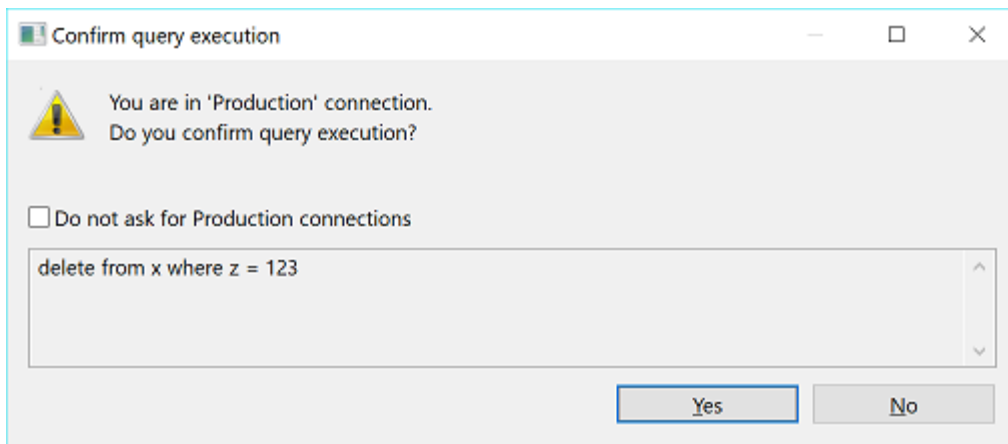 Confirm query execution
You are in 'Production' connection.
Do you confirm query execution?
Do not ask for Production connections
delete from x where z = 123
Yes
No